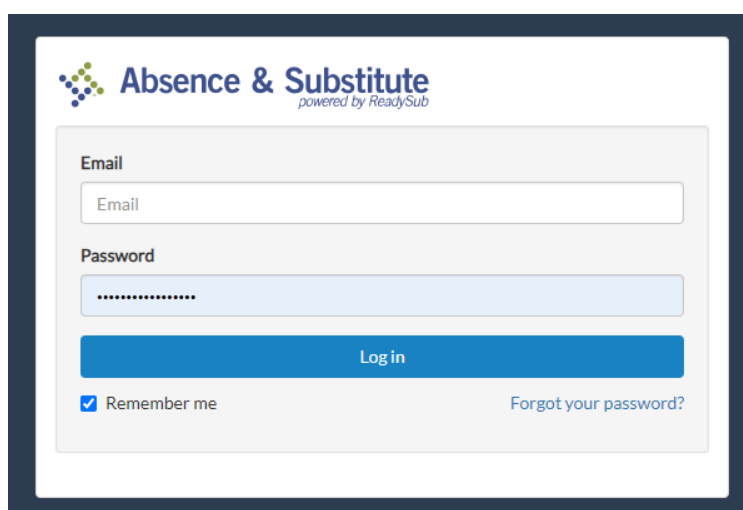 Absence & Substitute
powered by ReadySub
Email
Email
Password
•••••••••••••••••
Log in
Remember me
Forgot your password?